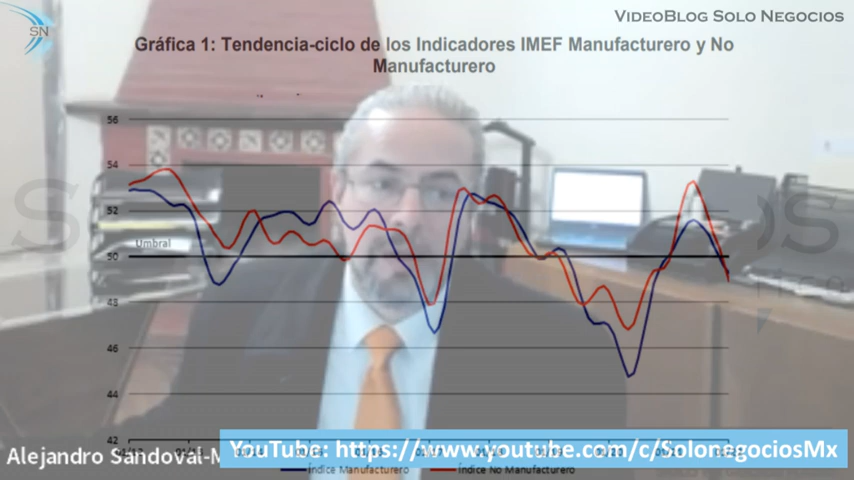 SN
VIDEOBLOG SOLO NEGOCIOS
Gráfica 1: Tendencia-ciclo de los Indicadores IMEF Manufacturero y No
Manufacturero
56
54
52
Umbral
50
48
46
44
42
Alejandro Sandoval-M
YouTube: https://www.youtube.com/c/SolonegociosMx
Índice Manufacturero
Índice No Manufacturero